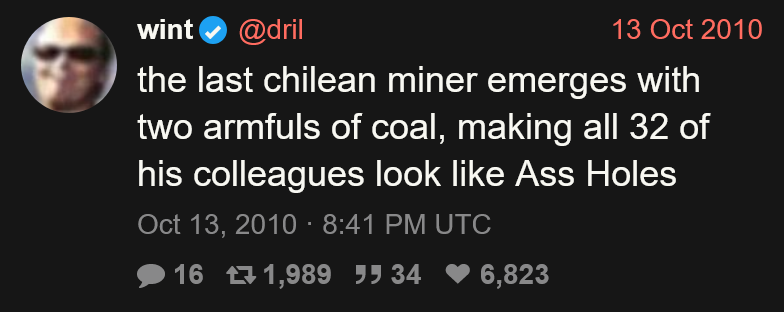 wint @dril 13 Oct 2010
the last chilean miner emerges with
two armfuls of coal, making all 32 of
his colleagues look like Ass Holes
Oct 13, 2010 · 8:41 PM UTC
16 1,989 34 6,823